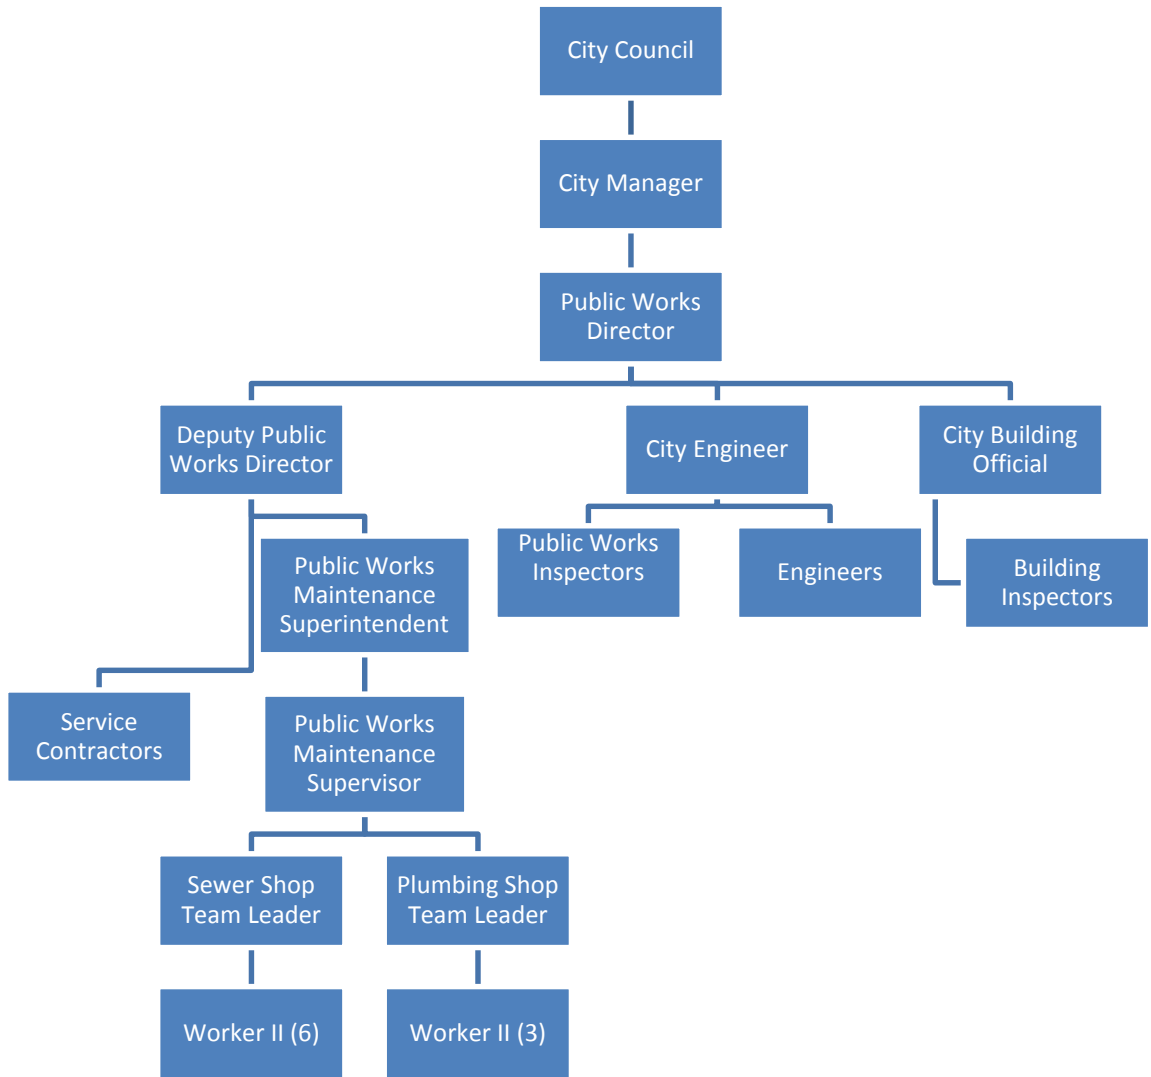 City Council
City Manager
Public Works
Director
Deputy Public
Works Director
City Engineer
City Building
Official
Public Works
Maintenance
Superintendent
Public Works
Inspectors
Engineers
Building
Inspectors
Service
Contractors
Public Works
Maintenance
Supervisor
Sewer Shop
Team Leader
Plumbing Shop
Team Leader
Worker II (6)
Worker II (3)